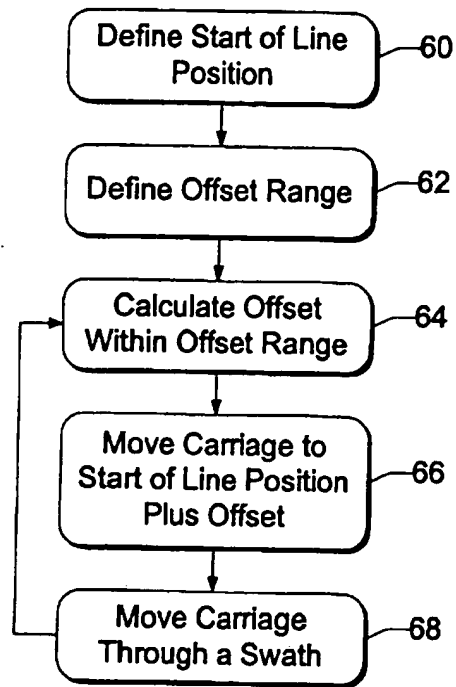 Define Start of Line
Position
60
Define Offset Range
62
Calculate Offset
Within Offset Range
64
Move Carriage to
Start of Line Position
Plus Offset
66
Move Carriage
Through a Swath
68